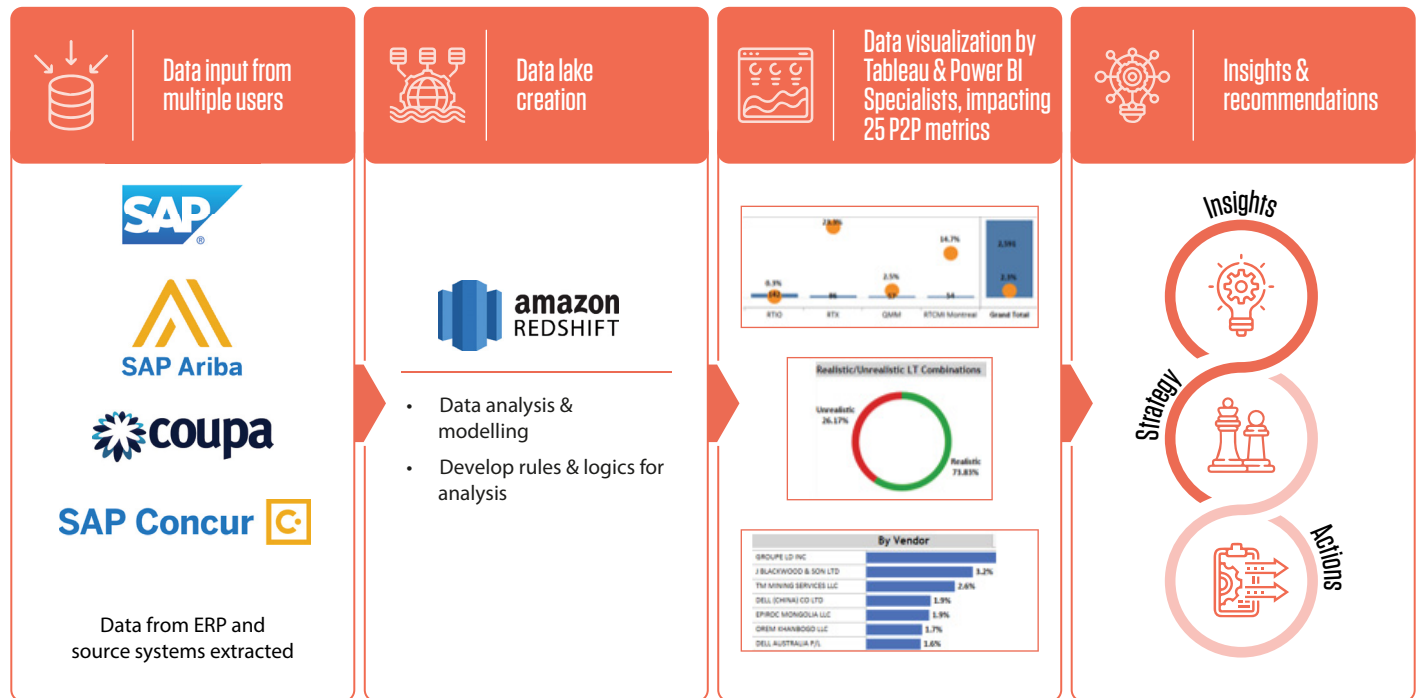 Data input from
multiple users
SAP
®
SAP Ariba
coupa
SAP Concur C
Data from ERP and
source systems extracted
Data lake
creation
amazon
REDSHIFT
• Data analysis &
modelling
• Develop rules & logics for
analysis
Data visualization by
Tableau & Power BI
Specialists, impacting
25 P2P metrics
14.7%
2,591
0.3%
2.5%
2.3%
RTIO
RTX
QMM
RTCMI Montreal
Grand Total
Realistic/Unrealistic LT Combinations
Unrealistic
26.17%
Realistic
73.83%
By Vendor
GROUPE LD INC
J BLACKWOOD & SON LTD
3.2%
TM MINING SERVICES LLC
2.6%
DELL (CHINA) CO LTD
1.9%
EPIROC MONGOLIA LLC
1.9%
OREM KHANBOGD LLC
1.7%
DELL AUSTRALIA P/L
1.6%
Insights &
recommendations
Insights
Strategy
Actions